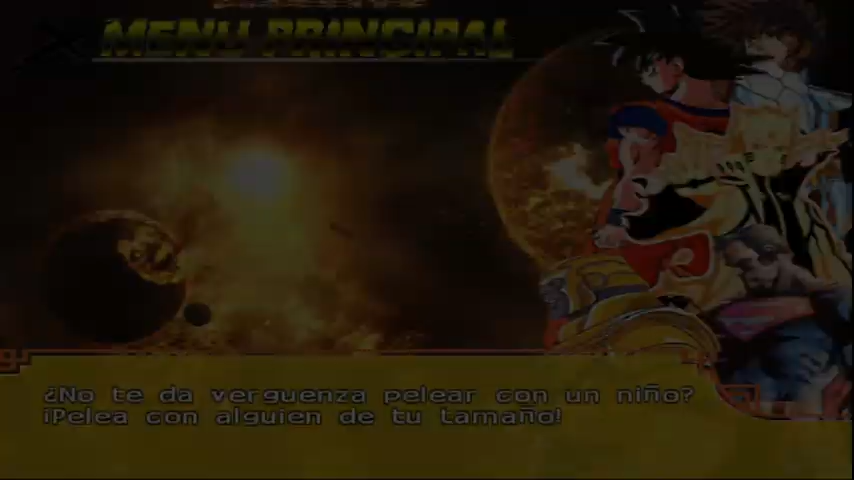 MENU PRINCIPAL
¿No te da verguenza pelear con un niño?
¡Pelea con alguien de tu tamaño!